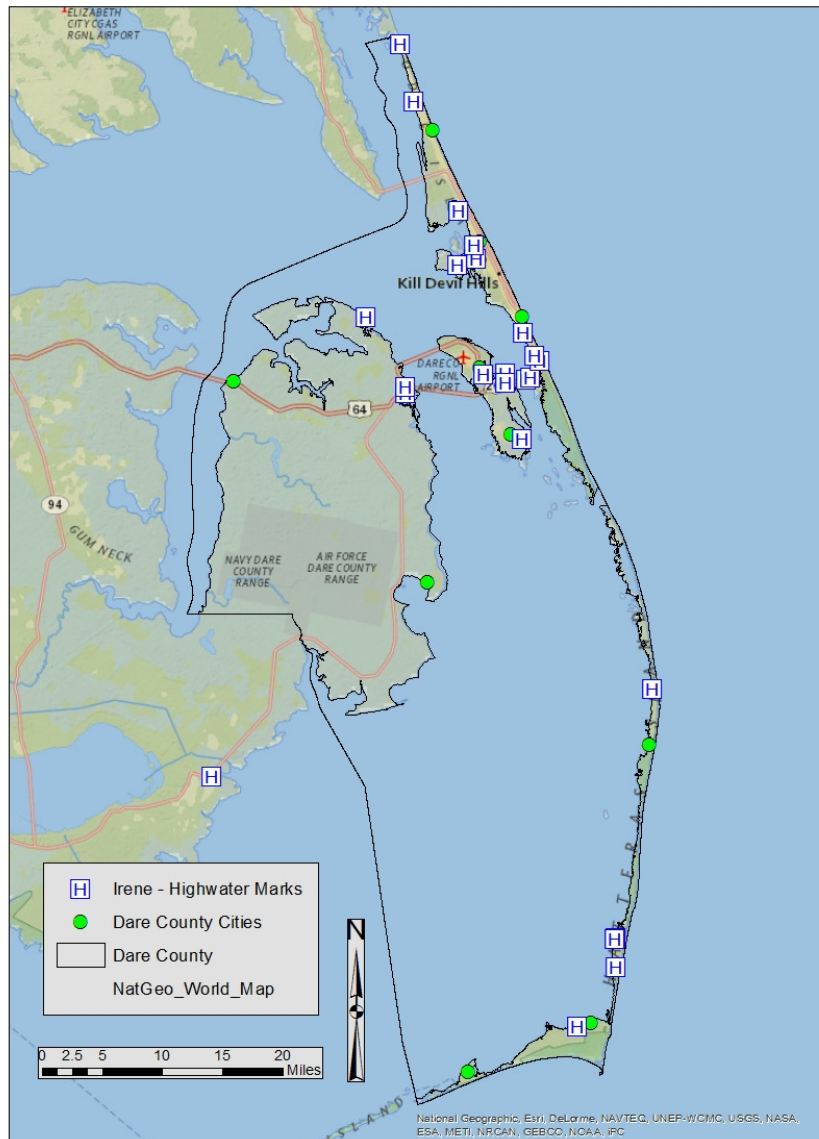 ELIZABETH
CITY CGAS
RGNL AIRPORT
H
H
H
H
H
H
Kill Devil Hills
H
H
H
DARE CO
RGNL
AIRPORT
H
H
H
H
H
H
64
H
94
GUM NECK
NAVY DARE
COUNTY
RANGE
AIR FORCE
DARE COUNTY
RANGE
H
H
H
H
H
H Irene - Highwater Marks
Dare County Cities
Dare County
NatGeo_World_Map
N
0 2.5 5 10 15 20
Miles
ISLAND
National Geographic, Esri, DeLorme, NAVTEQ, UNEP-WCMC, USGS, NASA,
ESA, METI, NRCAN, GEBCO, NOAA, iPC